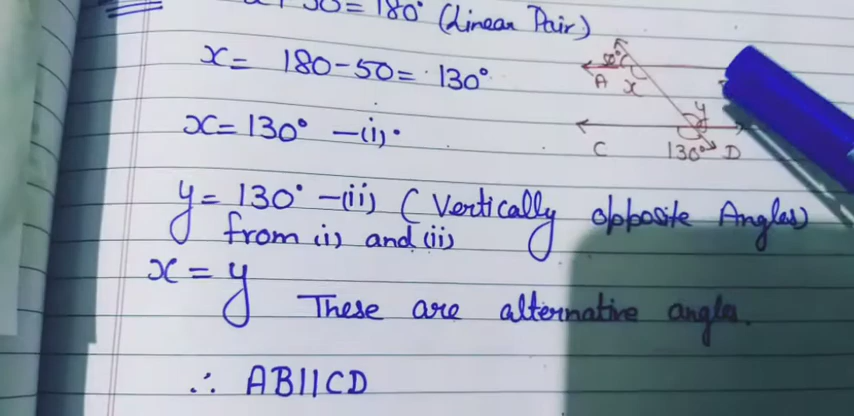 50 = 180° (Linear Pair)
x = 180-50 = 130°
x = 130° -(i).
y = 130° -(ii) (Vertically opposite Angles)
from (i) and (ii)
x = y
These are alternative angles.
∴ AB||CD
50°
A x
y
C 130° D